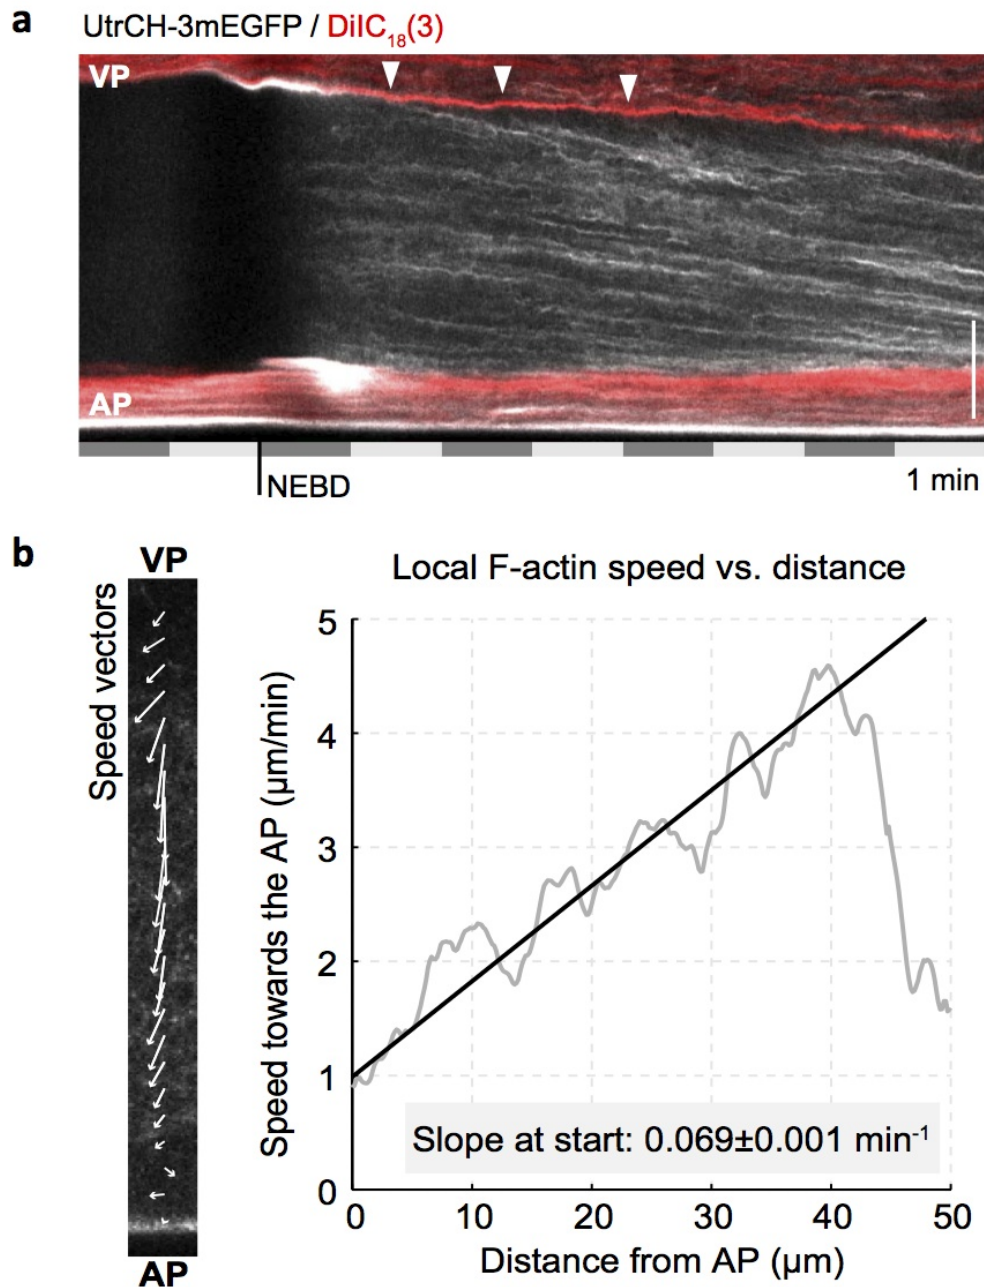 a
UtrCH-3mEGFP / DiIC₁₈(3)
VP
AP
NEBD
1 min
b
VP
Speed vectors
AP
Local F-actin speed vs. distance
Speed towards the AP (µm/min)
5
4
3
2
1
0
Slope at start: 0.069±0.001 min⁻¹
0 10 20 30 40 50
Distance from AP (µm)